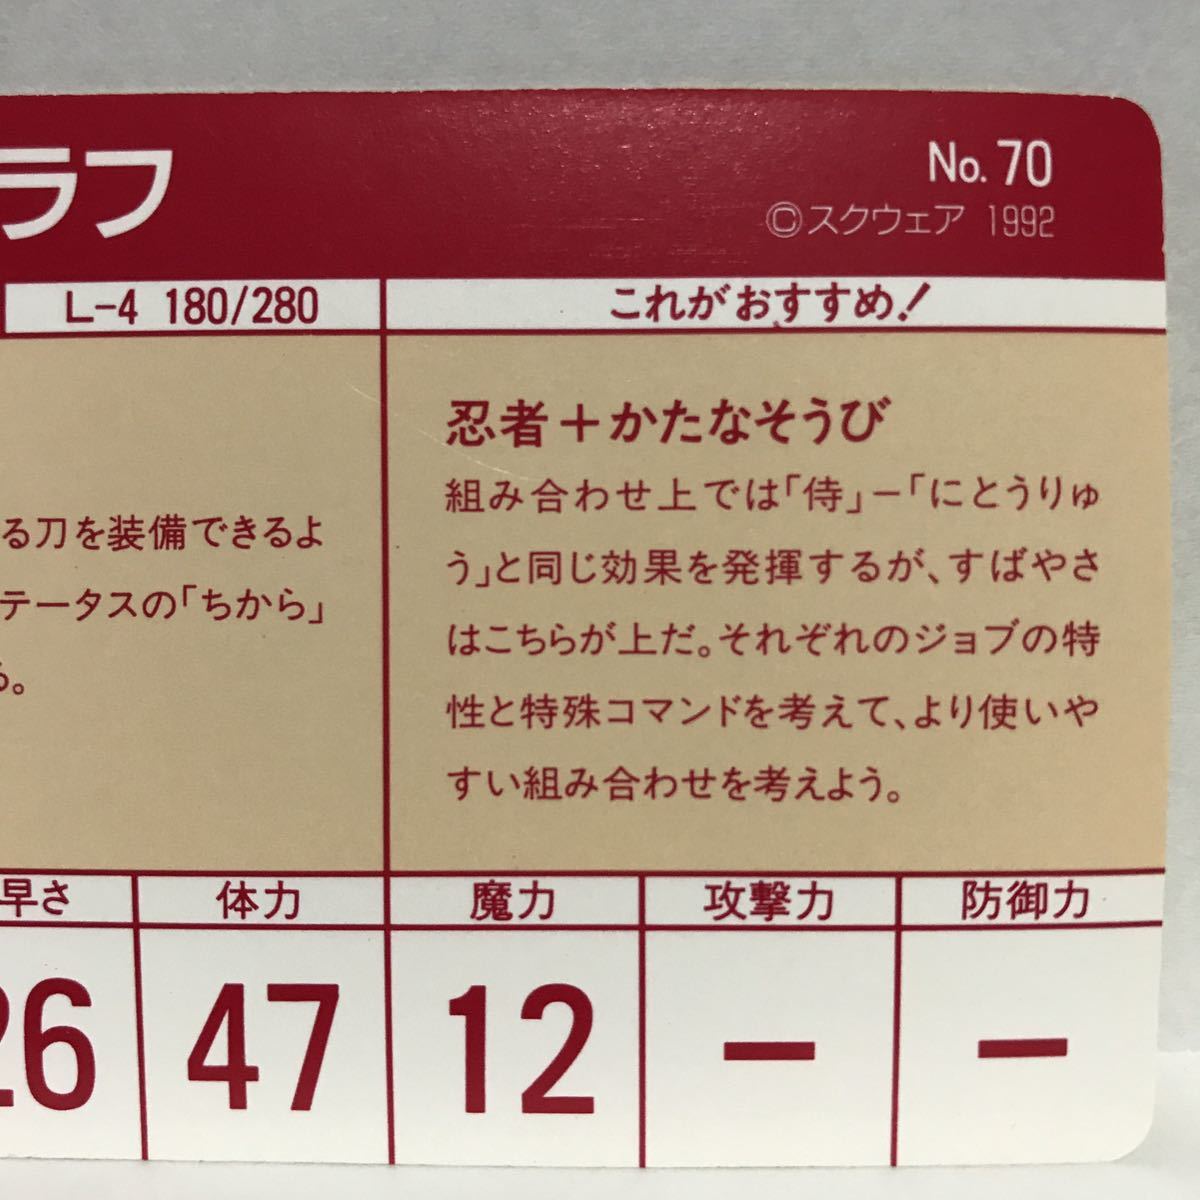 ラフ
No. 70
©スクウェア 1992
L-4 180/280
これがおすすめ!
る刀を装備できるよ
テータスの「ちから」
る。
忍者+かたなそうび
組み合わせ上では「侍」-「にとうりゅ
う」と同じ効果を発揮するが、すばやさ
はこちらが上だ。それぞれのジョブの特
性と特殊コマンドを考えて、より使いや
すい組み合わせを考えよう。
早さ 体力 魔力 攻撃力 防御力
26 47 12 - -